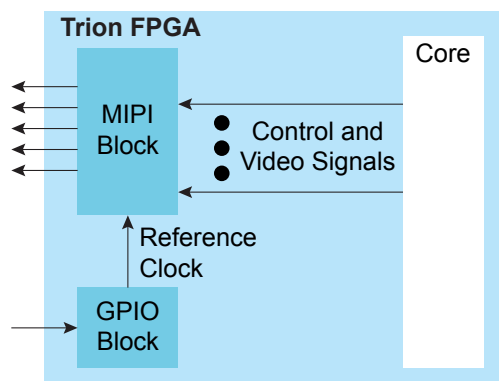 Trion FPGA
Core
MIPI
Block
Control and
Video Signals
Reference
Clock
GPIO
Block